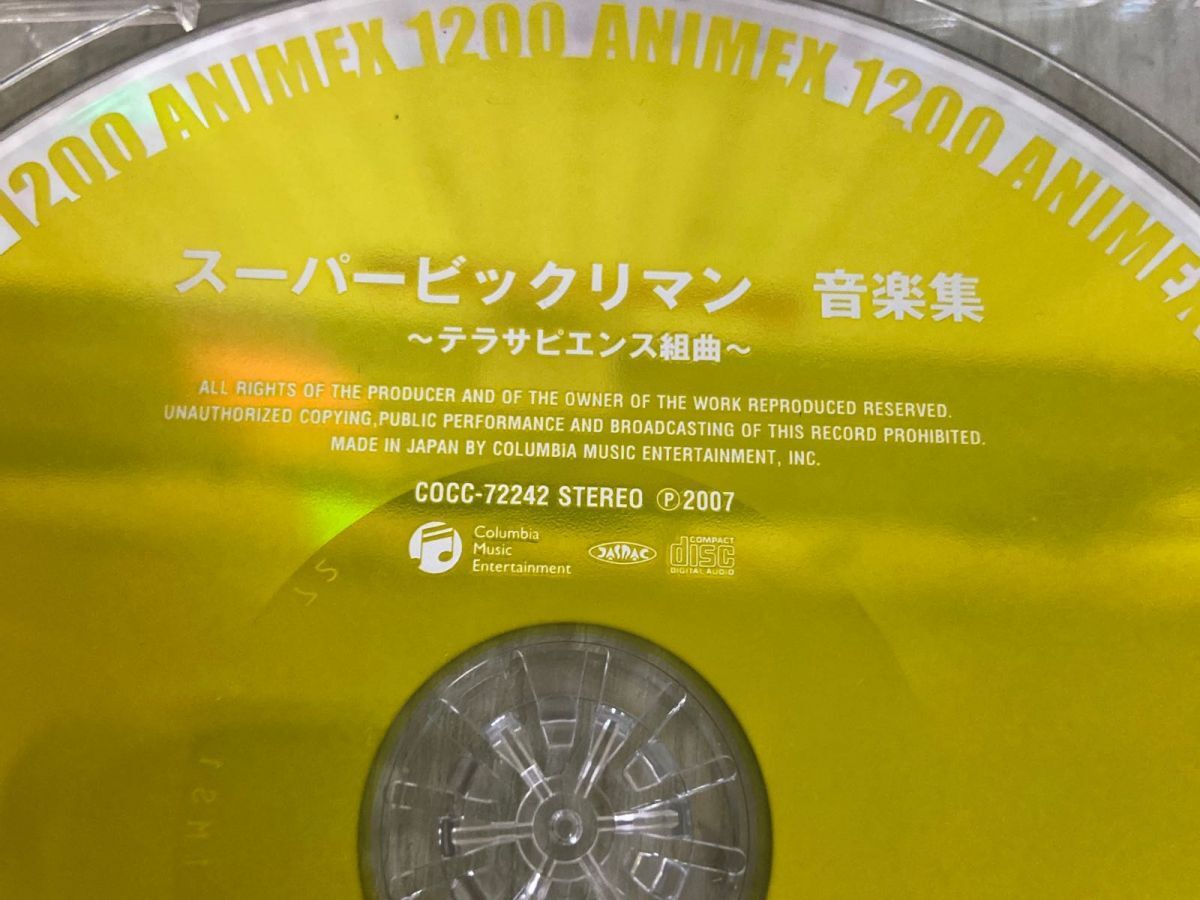 1200 ANIMEX 1200 ANIMEX 1200 ANIMEX
スーパービックリマン 音楽集
～テラサピエンス組曲～
ALL RIGHTS OF THE PRODUCER AND OF THE OWNER OF THE WORK REPRODUCED RESERVED.
UNAUTHORIZED COPYING,PUBLIC PERFORMANCE AND BROADCASTING OF THIS RECORD PROHIBITED.
MADE IN JAPAN BY COLUMBIA MUSIC ENTERTAINMENT, INC.
COCC-72242 STEREO Ⓟ2007
Columbia
Music
Entertainment
JASRAC
COMPACT
disc
DIGITAL AUDIO